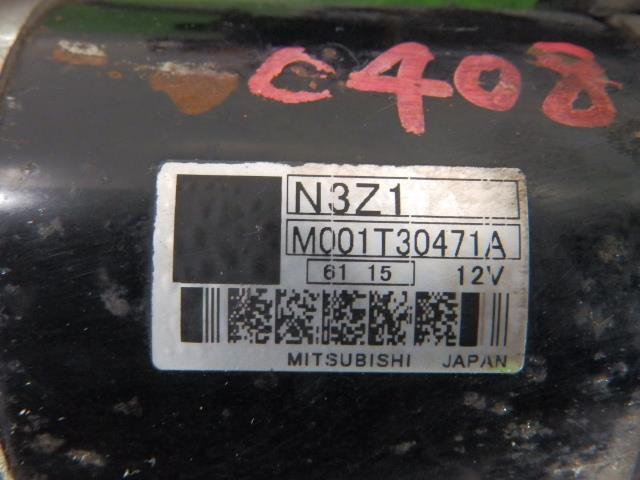 C408
N3Z1
M001T30471A
61 15 12V
MITSUBISHI JAPAN